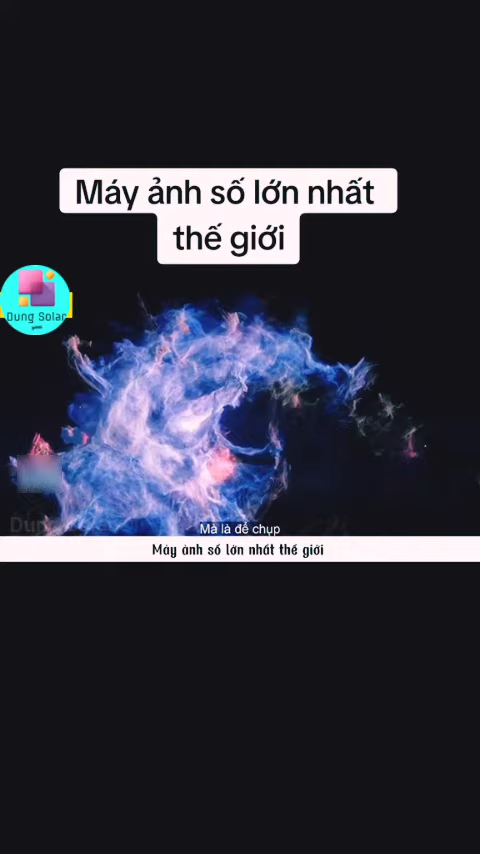 Máy ảnh số lớn nhất
thế giới
Dung Solar
Mà là để chụp
Máy ảnh số lớn nhất thế giới